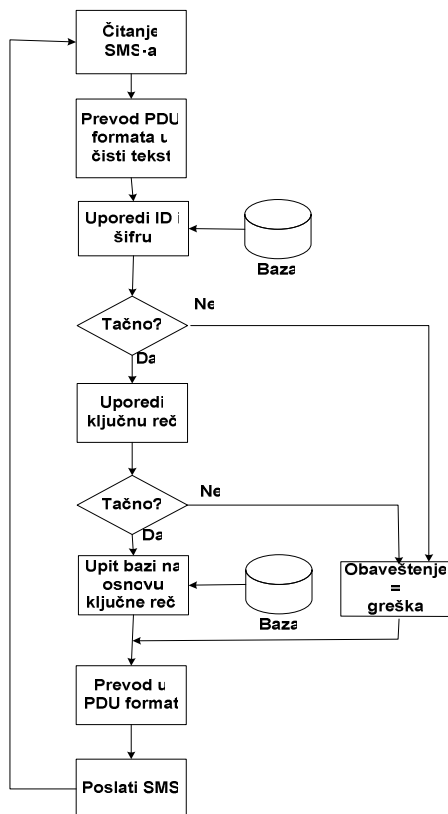 Čitanje
SMS-a
Prevod PDU
formata u
čisti tekst
Uporedi ID i
šifru
Baza
Tačno?
Ne
Da
Uporedi
ključnu reč
Tačno?
Ne
Da
Upit bazi na
osnovu
ključne reč
Baza
Obaveštenje
=
greška
Prevod u
PDU format
Poslati SMS